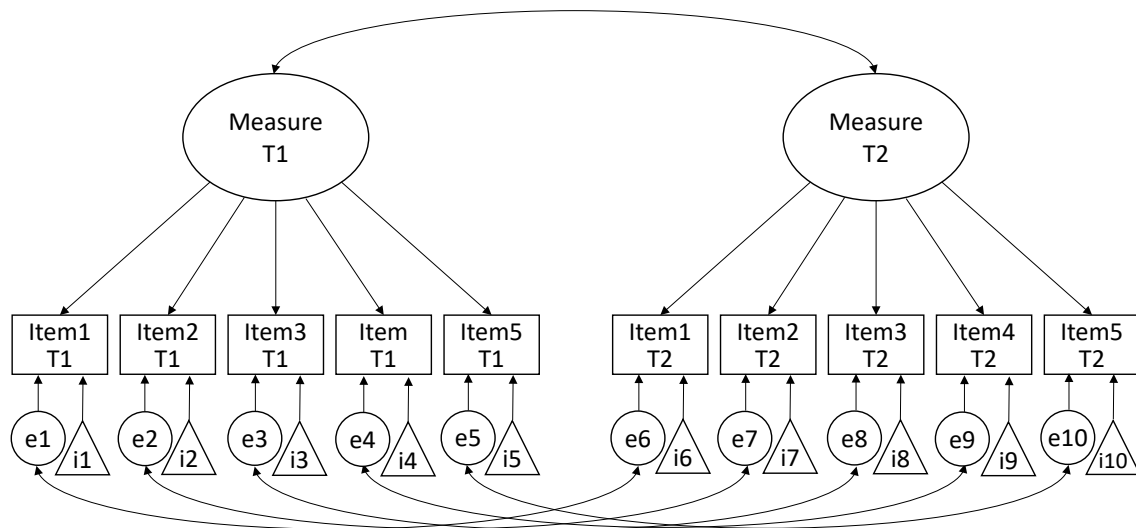 Measure
T1
Measure
T2
Item1
T1
Item2
T1
Item3
T1
Item
T1
Item5
T1
Item1
T2
Item2
T2
Item3
T2
Item4
T2
Item5
T2
e1
i1
e2
i2
e3
i3
e4
i4
e5
i5
e6
i6
e7
i7
e8
i8
e9
i9
e10
i10